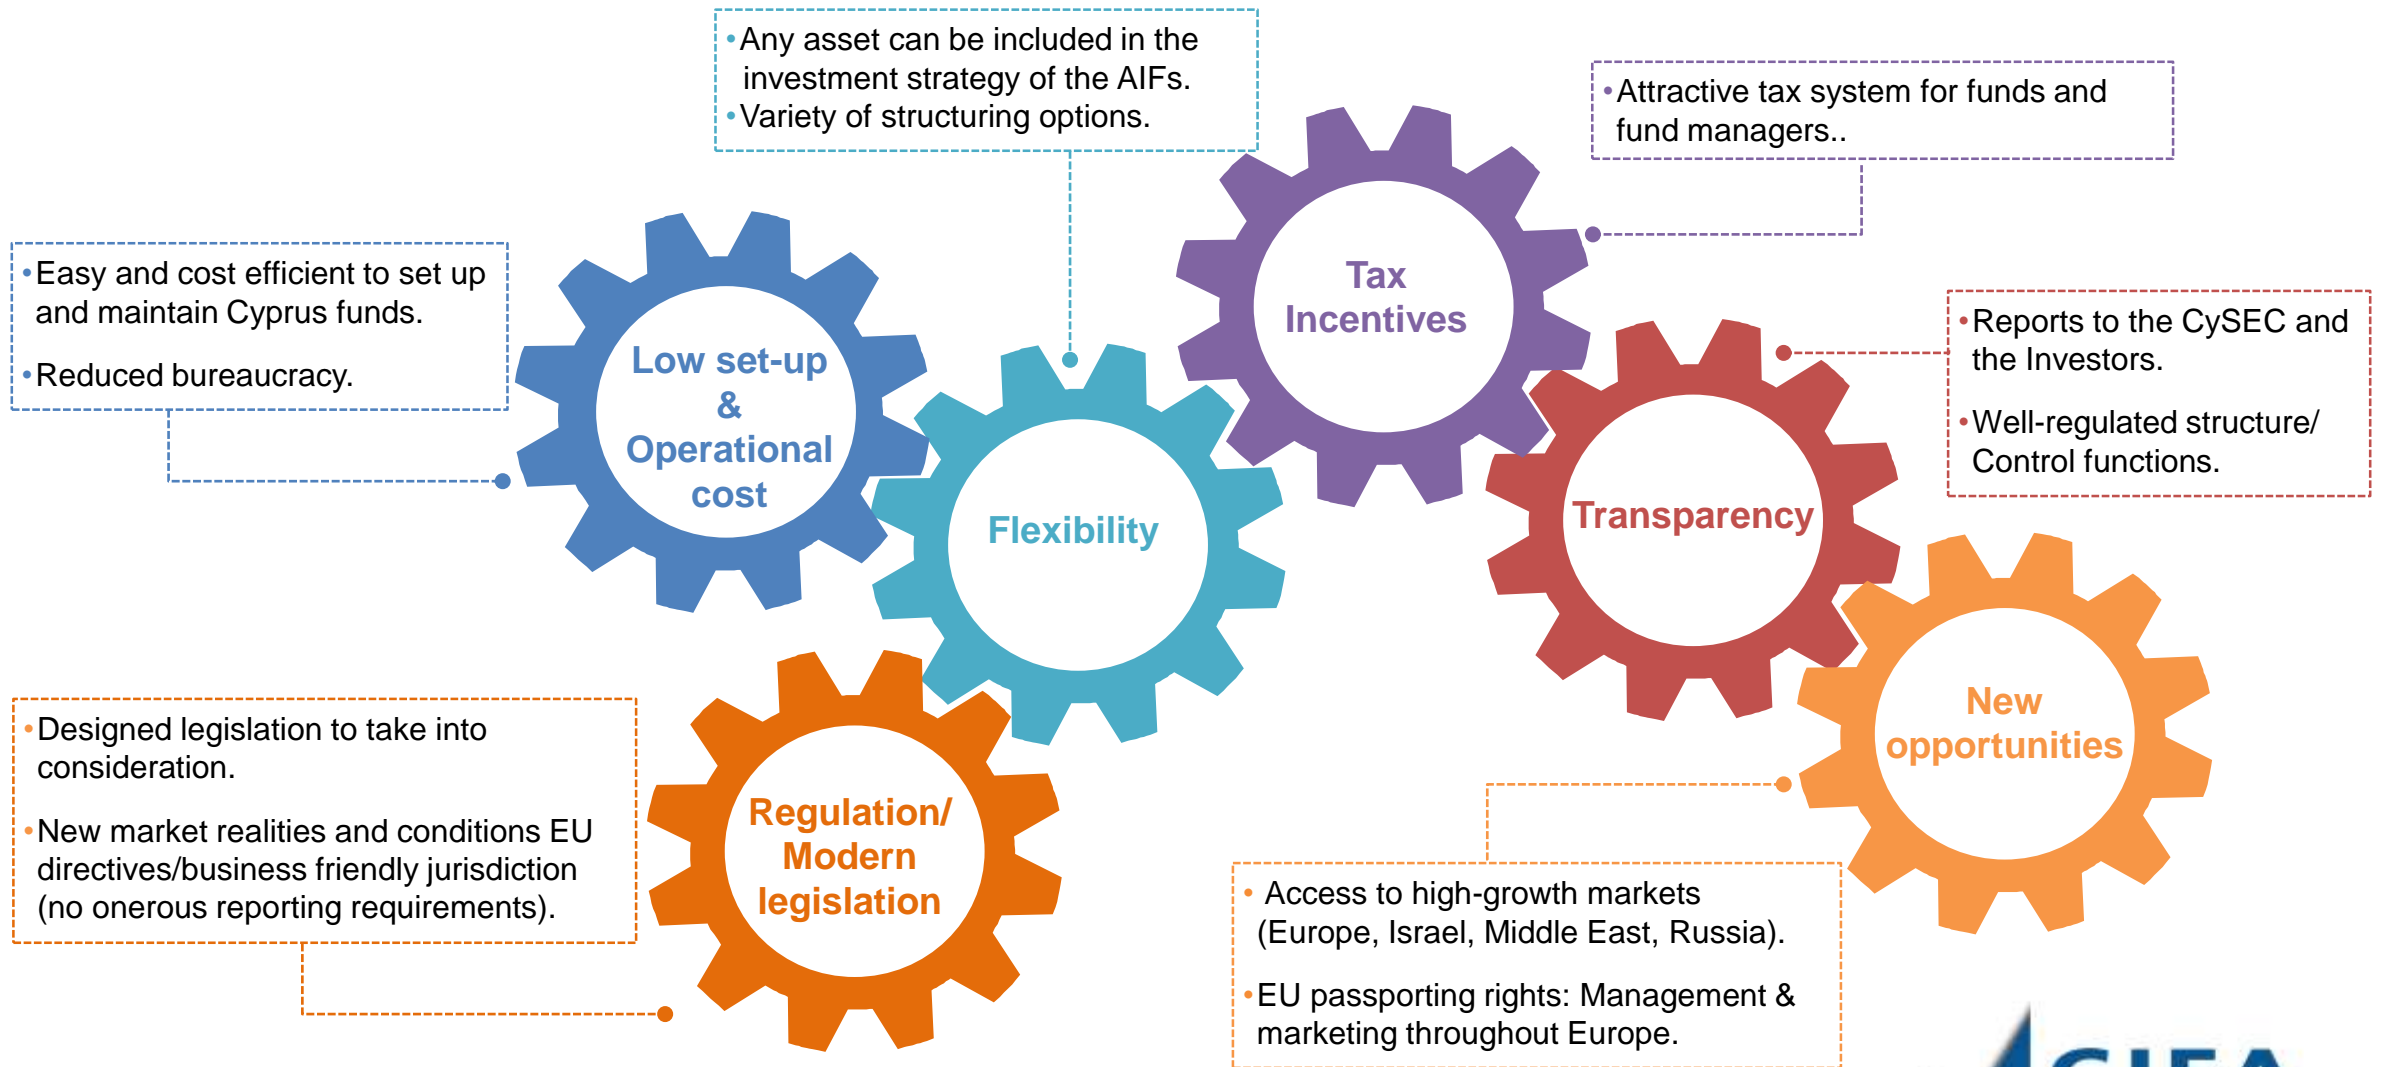 •Any asset can be included in the
investment strategy of the AIFs.
•Variety of structuring options.
•Attractive tax system for funds and
fund managers..
•Easy and cost efficient to set up
and maintain Cyprus funds.
•Reduced bureaucracy.
Low set-up
&
Operational
cost
Flexibility
Tax
Incentives
•Reports to the CySEC and
the Investors.
•Well-regulated structure/
Control functions.
Transparency
New
opportunities
•Designed legislation to take into
consideration.
•New market realities and conditions EU
directives/business friendly jurisdiction
(no onerous reporting requirements).
Regulation/
Modern
legislation
• Access to high-growth markets
(Europe, Israel, Middle East, Russia).
•EU passporting rights: Management &
marketing throughout Europe.